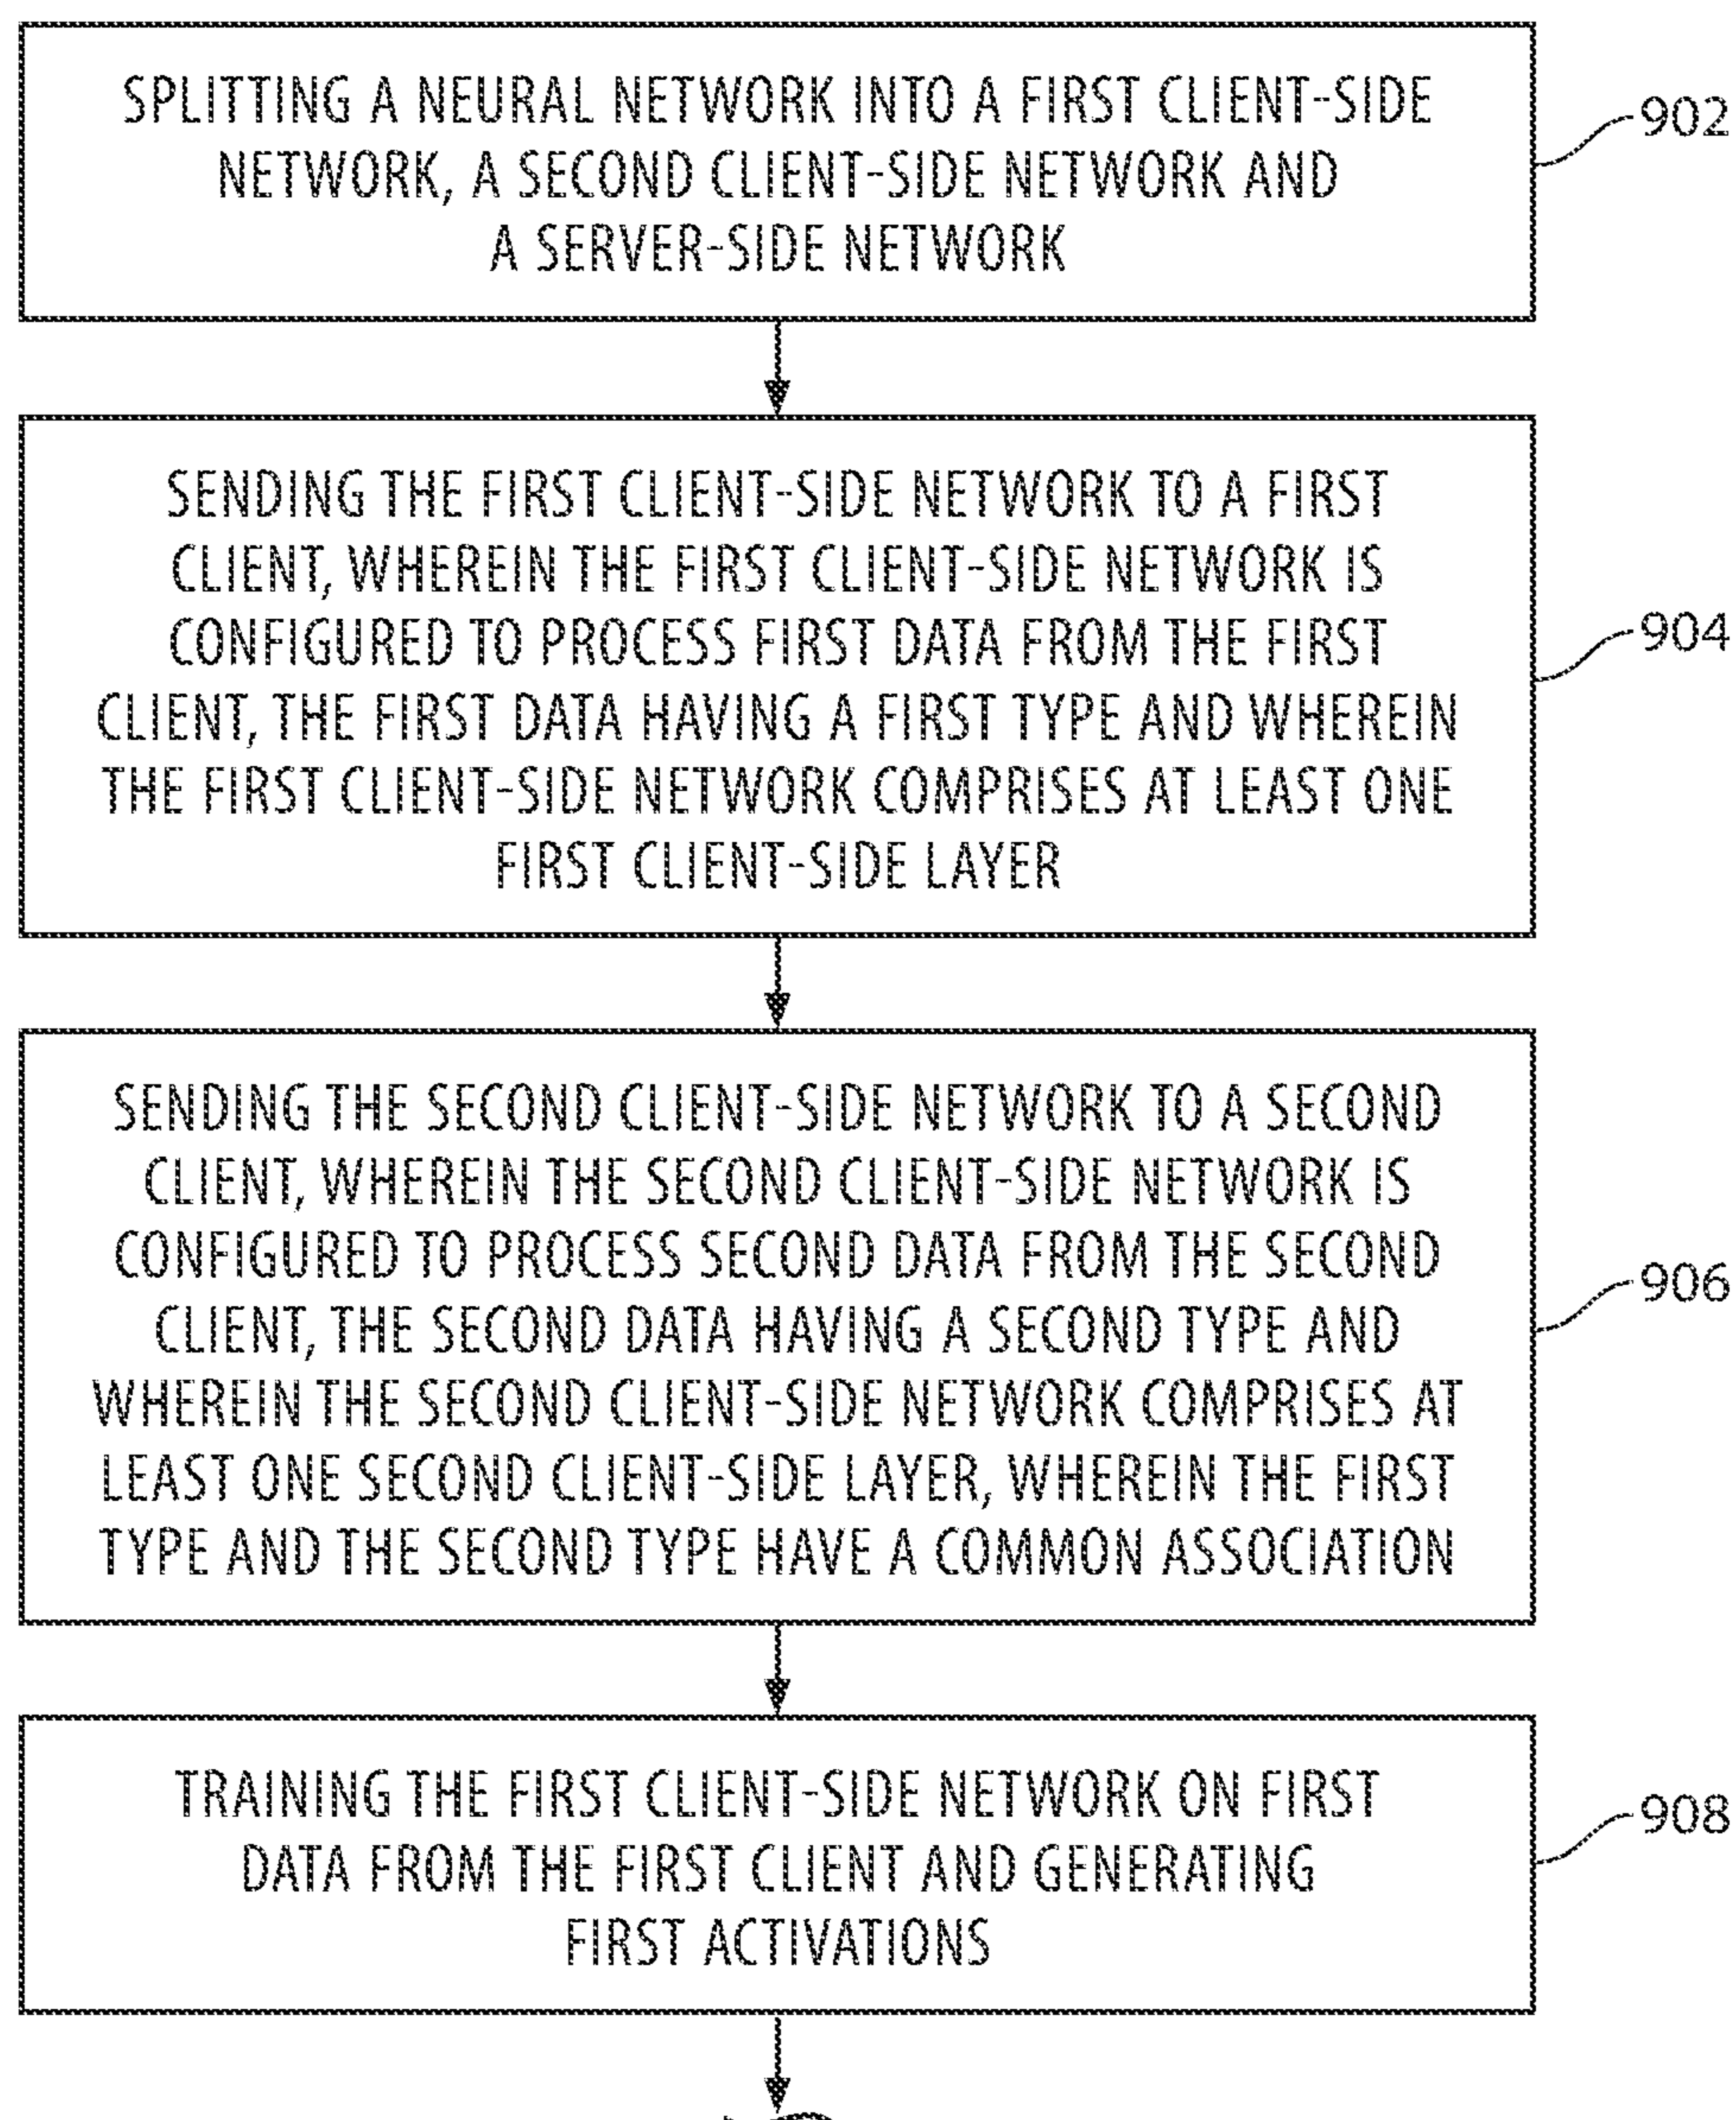 SPLITTING A NEURAL NETWORK INTO A FIRST CLIENT-SIDE
NETWORK, A SECOND CLIENT-SIDE NETWORK AND
A SERVER-SIDE NETWORK
902
SENDING THE FIRST CLIENT-SIDE NETWORK TO A FIRST
CLIENT, WHEREIN THE FIRST CLIENT-SIDE NETWORK IS
CONFIGURED TO PROCESS FIRST DATA FROM THE FIRST
CLIENT, THE FIRST DATA HAVING A FIRST TYPE AND WHEREIN
THE FIRST CLIENT-SIDE NETWORK COMPRISES AT LEAST ONE
FIRST CLIENT-SIDE LAYER
904
SENDING THE SECOND CLIENT-SIDE NETWORK TO A SECOND
CLIENT, WHEREIN THE SECOND CLIENT-SIDE NETWORK IS
CONFIGURED TO PROCESS SECOND DATA FROM THE SECOND
CLIENT, THE SECOND DATA HAVING A SECOND TYPE AND
WHEREIN THE SECOND CLIENT-SIDE NETWORK COMPRISES AT
LEAST ONE SECOND CLIENT-SIDE LAYER, WHEREIN THE FIRST
TYPE AND THE SECOND TYPE HAVE A COMMON ASSOCIATION
906
TRAINING THE FIRST CLIENT-SIDE NETWORK ON FIRST
DATA FROM THE FIRST CLIENT AND GENERATING
FIRST ACTIVATIONS
908